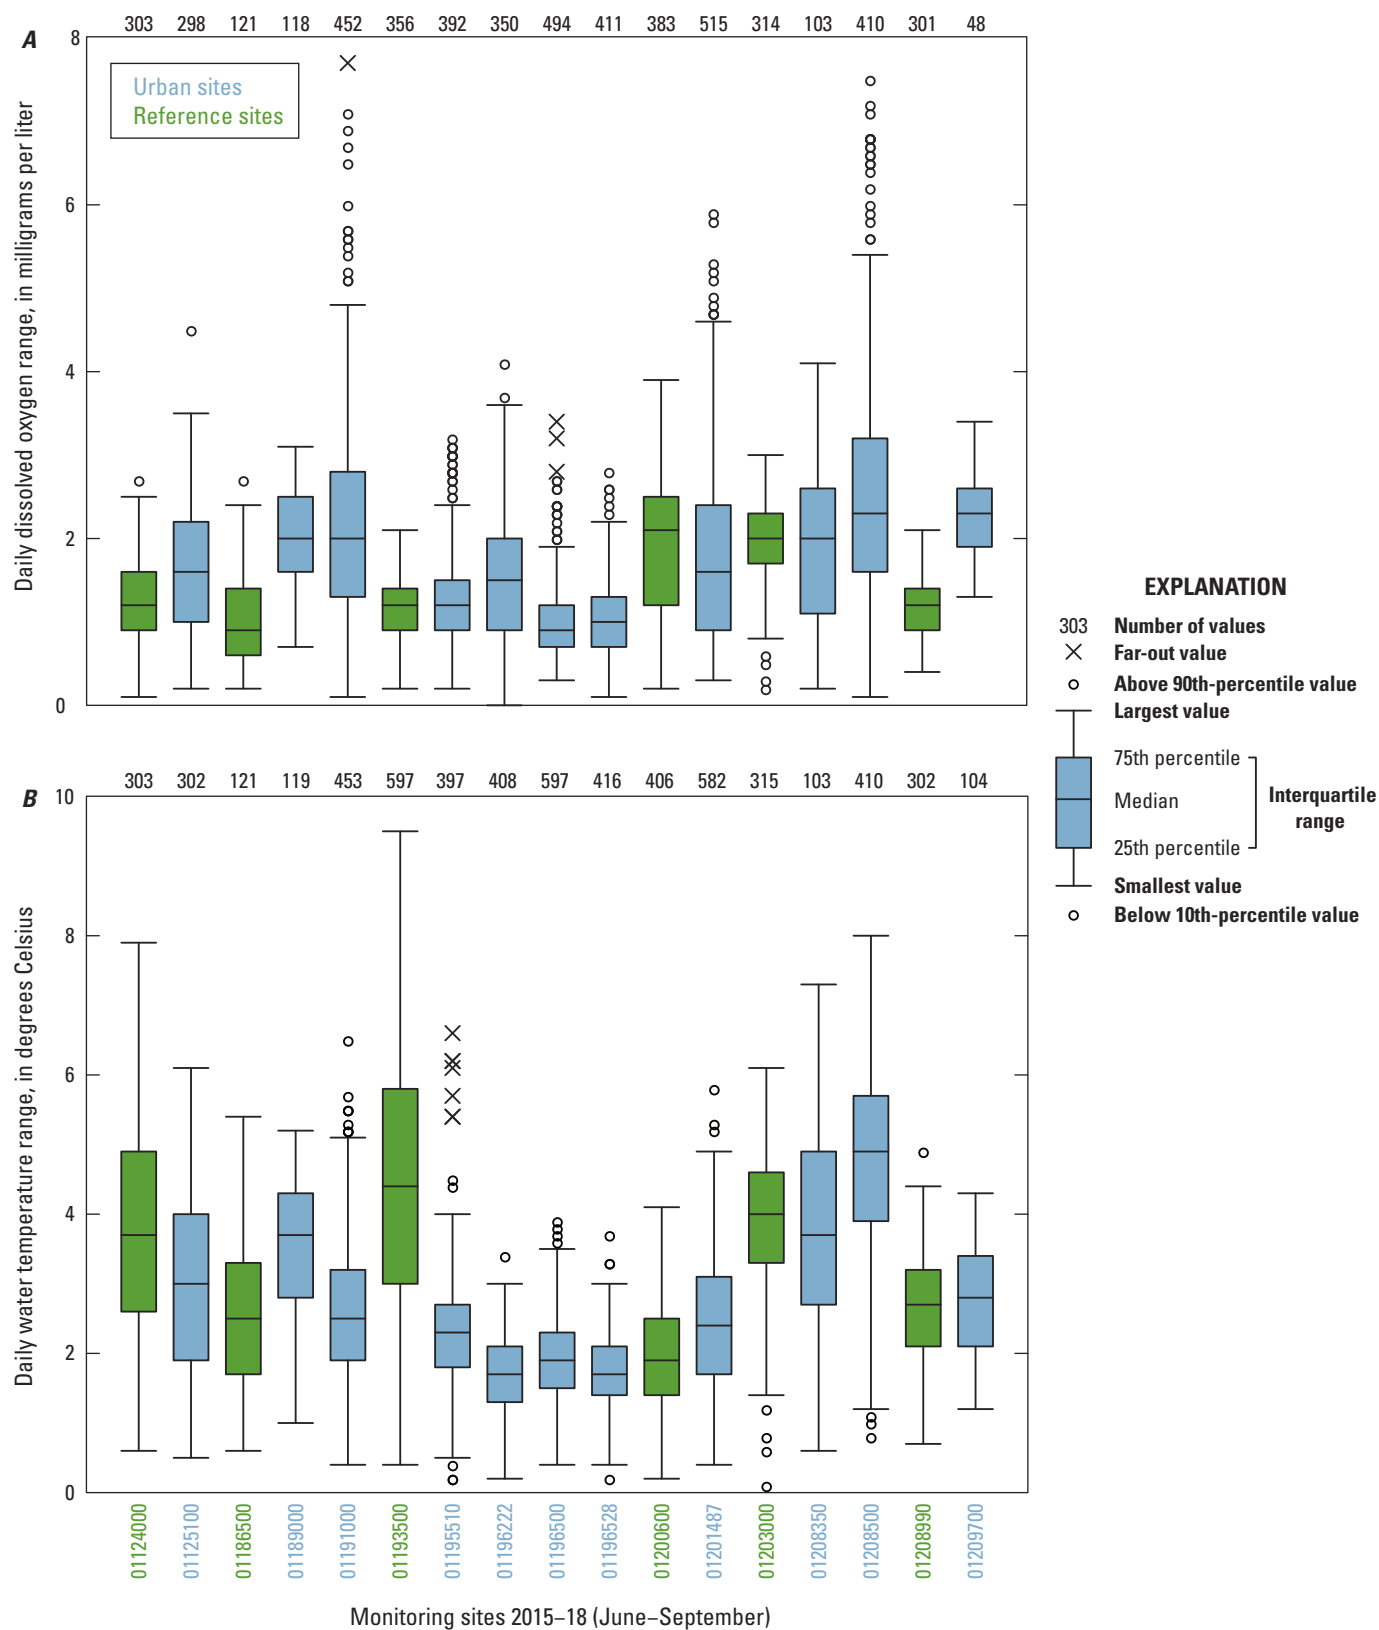 303 298 121 118 452 356 392 350 494 411 383 515 314 103 410 301 48
A
8
Urban sites
Reference sites
6
4
2
0
Daily dissolved oxygen range, in milligrams per liter
303 302 121 119 453 597 397 408 597 416 406 582 315 103 410 302 104
B
10
8
6
4
2
0
Daily water temperature range, in degrees Celsius
01124000
01125100
01186500
01189000
01191000
01193500
01195510
01196222
01196500
01196528
01200600
01201487
01203000
01208350
01208500
01208990
01209700
Monitoring sites 2015–18 (June–September)
EXPLANATION
303 Number of values
Far-out value
Above 90th-percentile value
Largest value
75th percentile
Median
25th percentile
Interquartile
range
Smallest value
Below 10th-percentile value